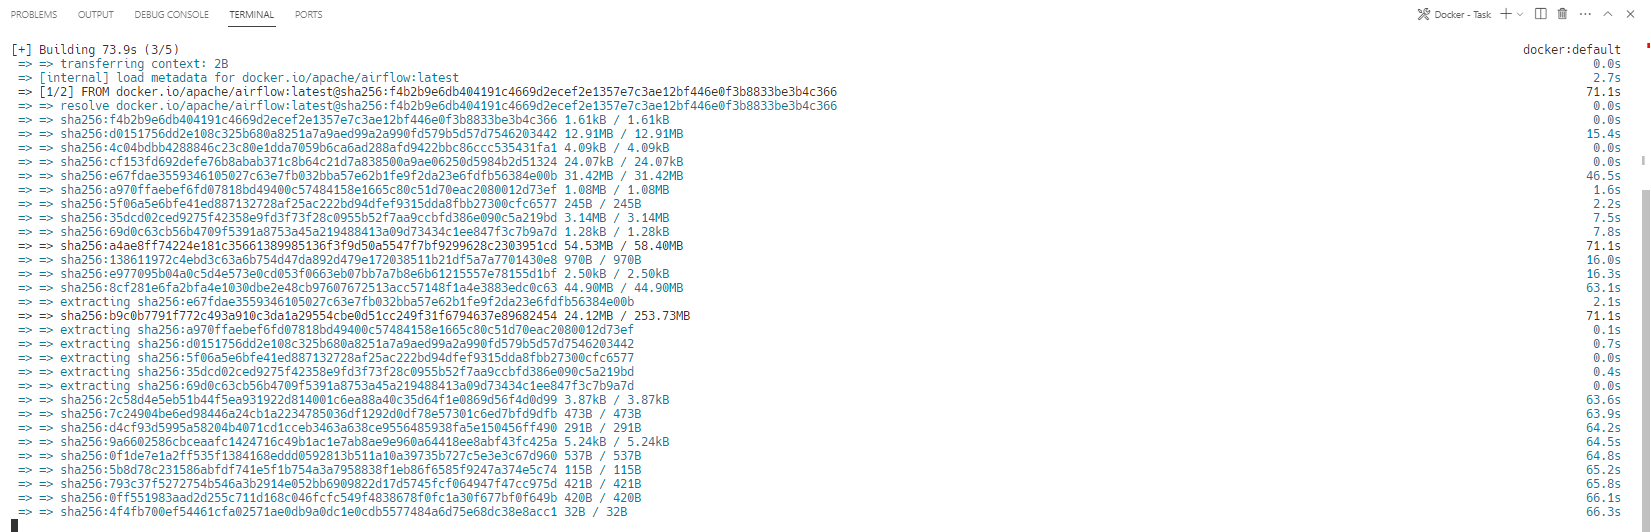 PROBLEMS OUTPUT DEBUG CONSOLE TERMINAL PORTS Docker - Task
[+] Building 73.9s (3/5) docker:default
=> => transferring context: 2B 0.0s
=> [internal] load metadata for docker.io/apache/airflow:latest 2.7s
=> [1/2] FROM docker.io/apache/airflow:latest@sha256:f4b2b9e6db404191c4669d2ecef2e1357e7c3ae12bf446e0f3b8833be3b4c366 71.1s
=> => resolve docker.io/apache/airflow:latest@sha256:f4b2b9e6db404191c4669d2ecef2e1357e7c3ae12bf446e0f3b8833be3b4c366 0.0s
=> => sha256:f4b2b9e6db404191c4669d2ecef2e1357e7c3ae12bf446e0f3b8833be3b4c366 1.61kB / 1.61kB 0.0s
=> => sha256:d0151756dd2e108c325b680a8251a7a9aed99a2a990fd579b5d57d7546203442 12.91MB / 12.91MB 15.4s
=> => sha256:4c04bdbb4288846c23c80e1dda7059b6ca6ad288afd9422bbc86ccc535431fa1 4.09kB / 4.09kB 0.0s
=> => sha256:cf153fd692defe76b8abab371c8b64c21d7a838500a9ae06250d5984b2d51324 24.07kB / 24.07kB 0.0s
=> => sha256:e67fdae3559346105027c63e7fb032bba57e62b1fe9f2da23e6fdfb56384e00b 31.42MB / 31.42MB 46.5s
=> => sha256:a970ffaebef6fd07818bd49400c57484158e1665c80c51d70eac2080012d73ef 1.08MB / 1.08MB 1.6s
=> => sha256:5f06a5e6bfe41ed887132728af25ac222bd94dfef9315dda8fbb27300cfc6577 245B / 245B 2.2s
=> => sha256:35dcd02ced9275f42358e9fd3f73f28c0955b52f7aa9ccbfd386e090c5a219bd 3.14MB / 3.14MB 7.5s
=> => sha256:69d0c63cb56b4709f5391a8753a45a219488413a09d73434c1ee847f3c7b9a7d 1.28kB / 1.28kB 7.8s
=> => sha256:a4ae8ff74224e181c35661389985136f3f9d50a5547f7bf9299628c2303951cd 54.53MB / 58.40MB 71.1s
=> => sha256:138611972c4ebd3c63a6b754d47da892d479e172038511b21df5a7a7701430e8 970B / 970B 16.0s
=> => sha256:e977095b04a0c5d4e573e0cd053f0663eb07bb7a7b8e6b61215557e78155d1bf 2.50kB / 2.50kB 16.3s
=> => sha256:8cf281e6fa2bfa4e1030dbe2e48cb97607672513acc57148f1a4e3883edc0c63 44.90MB / 44.90MB 63.1s
=> => extracting sha256:e67fdae3559346105027c63e7fb032bba57e62b1fe9f2da23e6fdfb56384e00b 2.1s
=> => sha256:b9c0b7791f772c493a910c3da1a29554cbe0d51cc249f31f6794637e89682454 24.12MB / 253.73MB 71.1s
=> => extracting sha256:a970ffaebef6fd07818bd49400c57484158e1665c80c51d70eac2080012d73ef 0.1s
=> => extracting sha256:d0151756dd2e108c325b680a8251a7a9aed99a2a990fd579b5d57d7546203442 0.7s
=> => extracting sha256:5f06a5e6bfe41ed887132728af25ac222bd94dfef9315dda8fbb27300cfc6577 0.0s
=> => extracting sha256:35dcd02ced9275f42358e9fd3f73f28c0955b52f7aa9ccbfd386e090c5a219bd 0.4s
=> => extracting sha256:69d0c63cb56b4709f5391a8753a45a219488413a09d73434c1ee847f3c7b9a7d 0.0s
=> => sha256:2c58d4e5eb51b44f5ea931922d814001c6ea88a40c35d64f1e0869d56f4d0d99 3.87kB / 3.87kB 63.6s
=> => sha256:7c24904be6ed98446a24cb1a2234785036df1292d0df78e57301c6ed7bfd9dfb 473B / 473B 63.9s
=> => sha256:d4cf93d5995a58204b4071cd1cceb3463a638ce9556485938fa5e150456ff490 291B / 291B 64.2s
=> => sha256:9a6602586cbceaafc1424716c49b1ac1e7ab8ae9e960a64418ee8abf43fc425a 5.24kB / 5.24kB 64.5s
=> => sha256:0f1de7e1a2ff535f1384168eddd0592813b511a10a39735b727c5e3e3c67d960 537B / 537B 64.8s
=> => sha256:5b8d78c231586abfdf741e5f1b754a3a7958838f1eb86f6585f9247a374e5c74 115B / 115B 65.2s
=> => sha256:793c37f5272754b546a3b2914e052bb6909822d17d5745fcf064947f47cc975d 421B / 421B 65.8s
=> => sha256:0ff551983aad2d255c711d168c046fcfc549f4838678f0fc1a30f677bf0f649b 420B / 420B 66.1s
=> => sha256:4f4fb700ef54461cfa02571ae0db9a0dc1e0cdb5577484a6d75e68dc38e8acc1 32B / 32B 66.3s